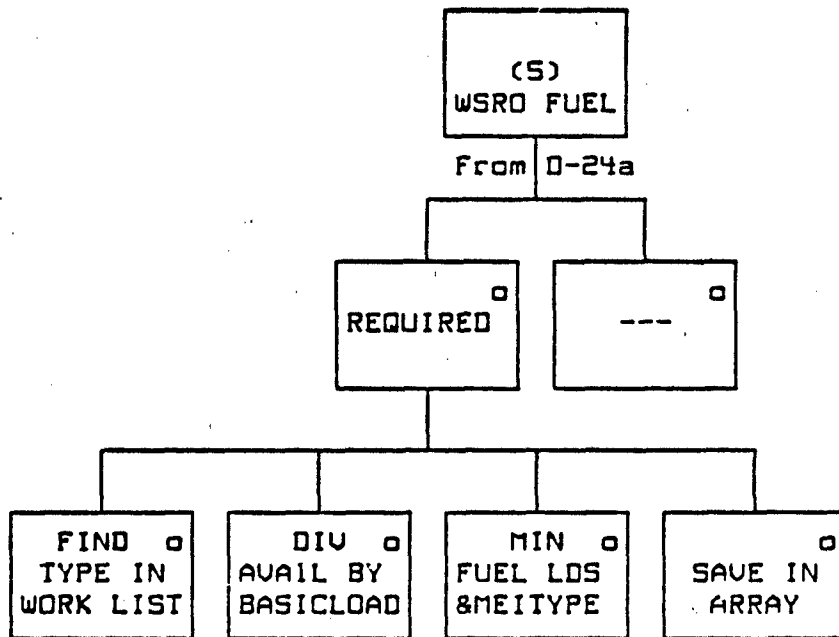 (S)
WSRO FUEL
From D-24a
REQUIRED
---
FIND
TYPE IN
WORK LIST
DIV
AVAIL BY
BASICLOAD
MIN
FUEL LDS
&MEITYPE
SAVE IN
ARRAY